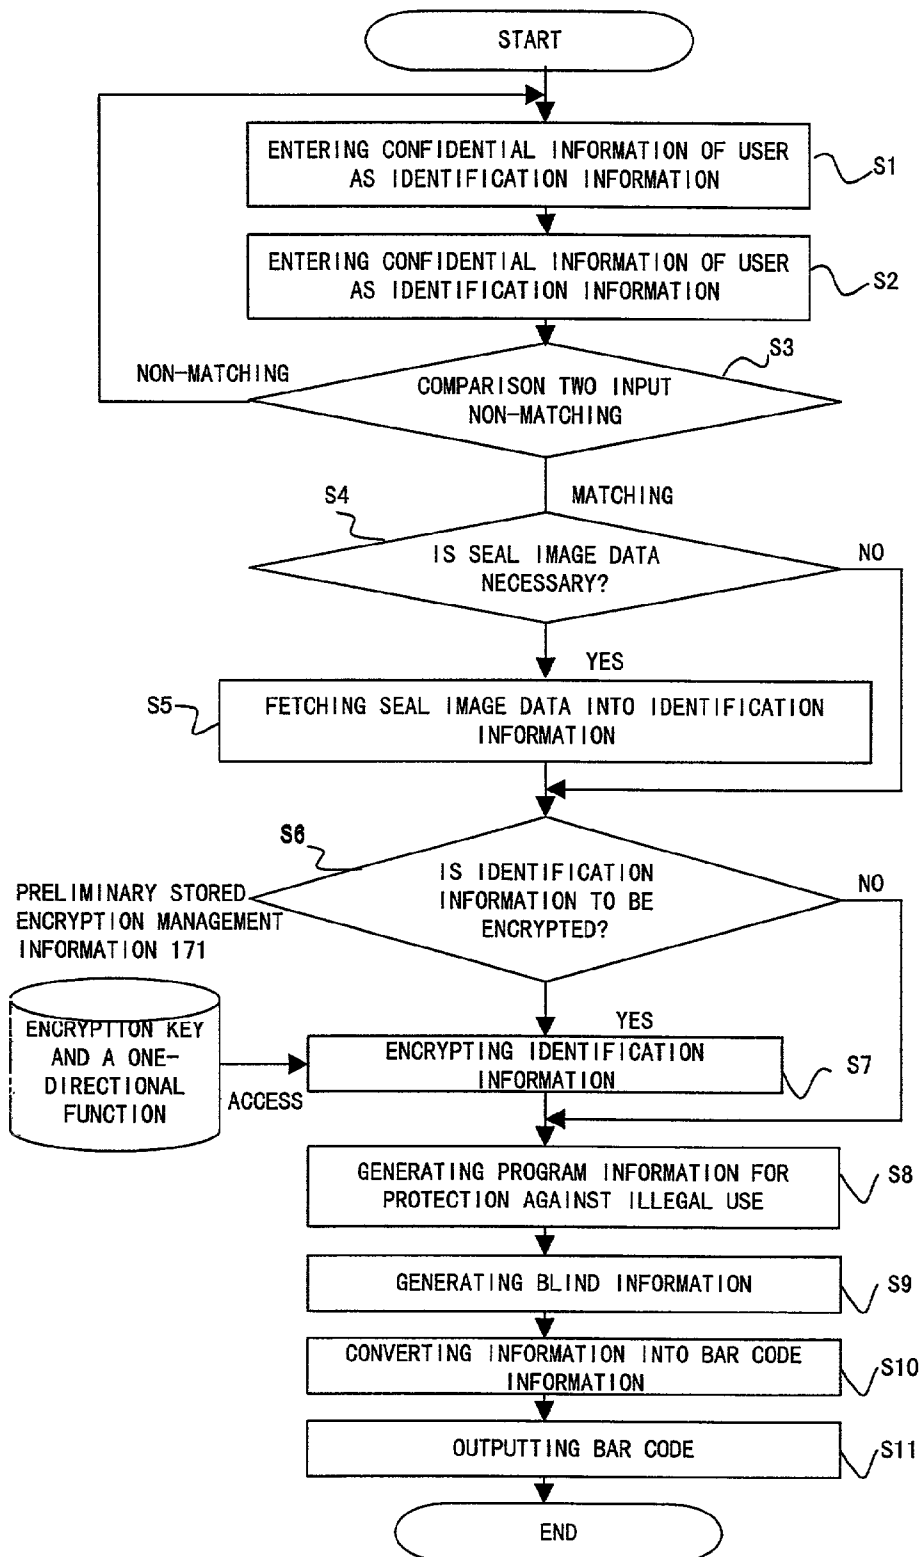 START
ENTERING CONFIDENTIAL INFORMATION OF USER
AS IDENTIFICATION INFORMATION
S1
ENTERING CONFIDENTIAL INFORMATION OF USER
AS IDENTIFICATION INFORMATION
S2
S3
NON-MATCHING
COMPARISON TWO INPUT
NON-MATCHING
S4
MATCHING
IS SEAL IMAGE DATA
NECESSARY?
NO
YES
S5
FETCHING SEAL IMAGE DATA INTO IDENTIFICATION
INFORMATION
S6
IS IDENTIFICATION
INFORMATION TO BE
ENCRYPTED?
NO
PRELIMINARY STORED
ENCRYPTION MANAGEMENT
INFORMATION 171
YES
ENCRYPTION KEY
AND A ONE-
DIRECTIONAL
FUNCTION
ACCESS
ENCRYPTING IDENTIFICATION
INFORMATION
S7
GENERATING PROGRAM INFORMATION FOR
PROTECTION AGAINST ILLEGAL USE
S8
GENERATING BLIND INFORMATION
S9
CONVERTING INFORMATION INTO BAR CODE
INFORMATION
S10
OUTPUTTING BAR CODE
S11
END